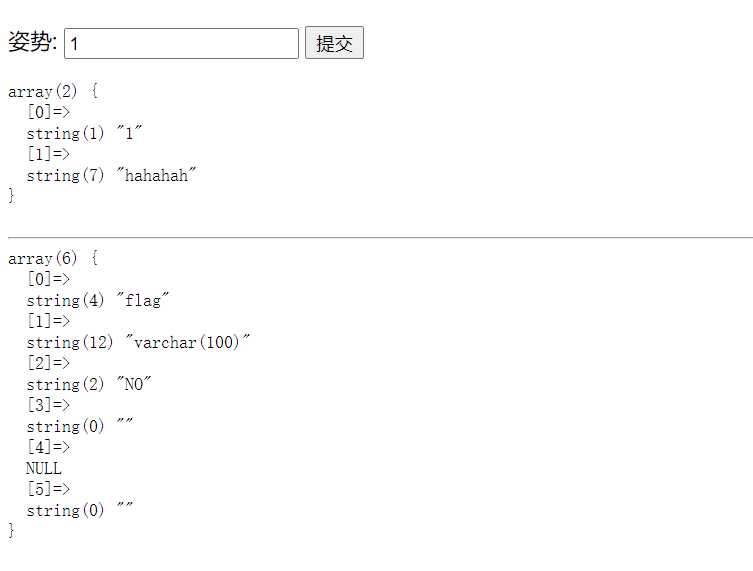 姿势: 1 提交
array(2) {
  [0]=>
  string(1) "1"
  [1]=>
  string(7) "hahahah"
}
array(6) {
  [0]=>
  string(4) "flag"
  [1]=>
  string(12) "varchar(100)"
  [2]=>
  string(2) "NO"
  [3]=>
  string(0) ""
  [4]=>
  NULL
  [5]=>
  string(0) ""
}